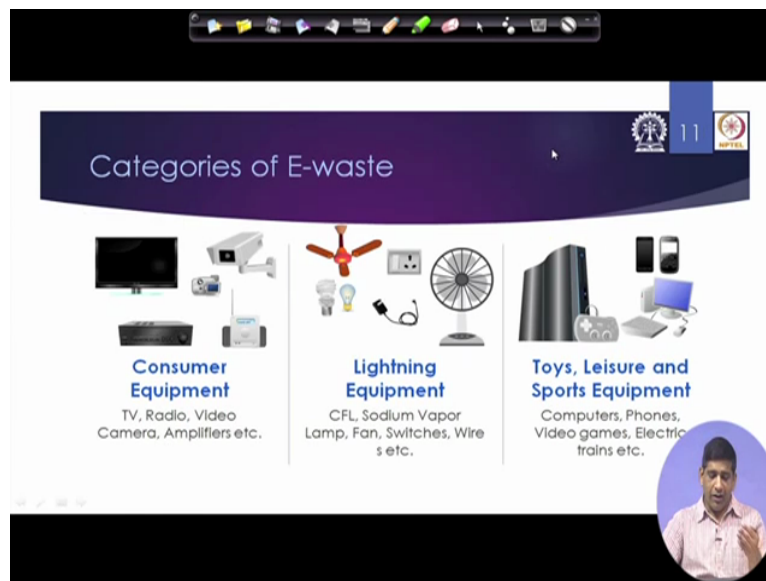 11
NPTEL
Categories of E-waste
Consumer
Equipment
TV, Radio, Video
Camera, Amplifiers etc.
Lightning
Equipment
CFL, Sodium Vapor
Lamp, Fan, Switches, Wire
s etc.
Toys, Leisure and
Sports Equipment
Computers, Phones,
Video games, Electric
trains etc.